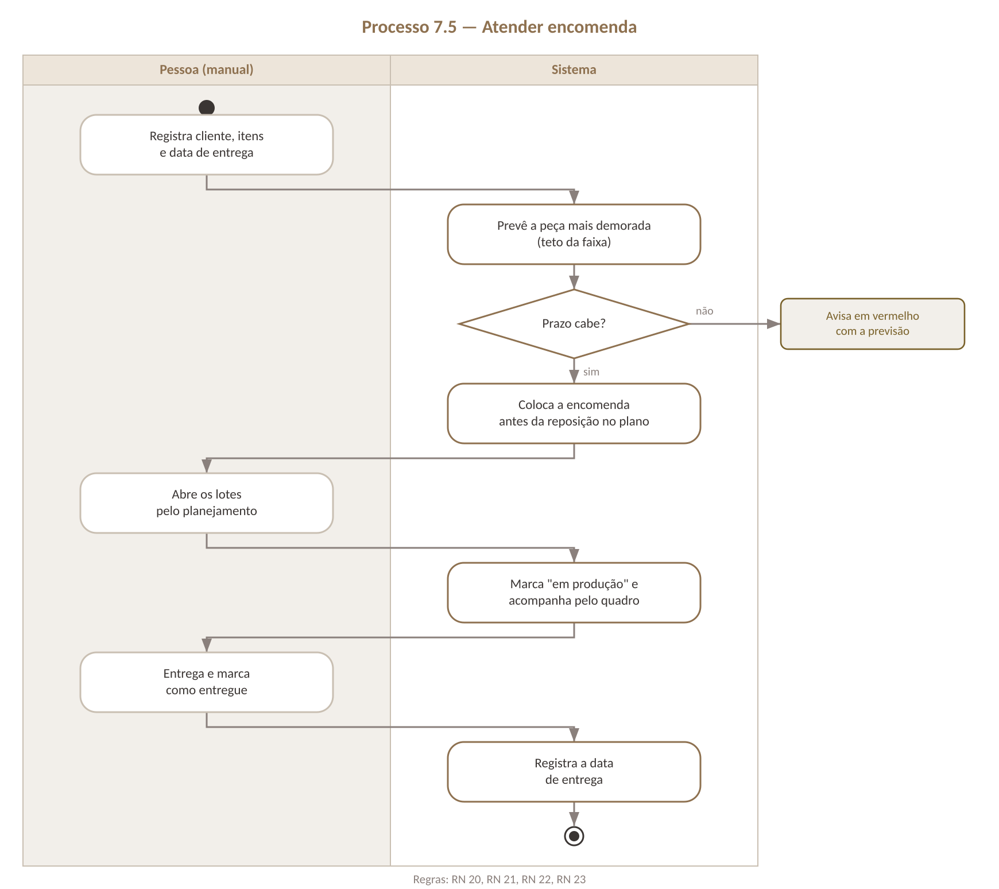 Processo 7.5 — Atender encomenda
Pessoa (manual)
Sistema
Registra cliente, itens
e data de entrega
Prevê a peça mais demorada
(teto da faixa)
Prazo cabe?
não
Avisa em vermelho
com a previsão
sim
Coloca a encomenda
antes da reposição no plano
Abre os lotes
pelo planejamento
Marca "em produção" e
acompanha pelo quadro
Entrega e marca
como entregue
Registra a data
de entrega
Regras: RN 20, RN 21, RN 22, RN 23